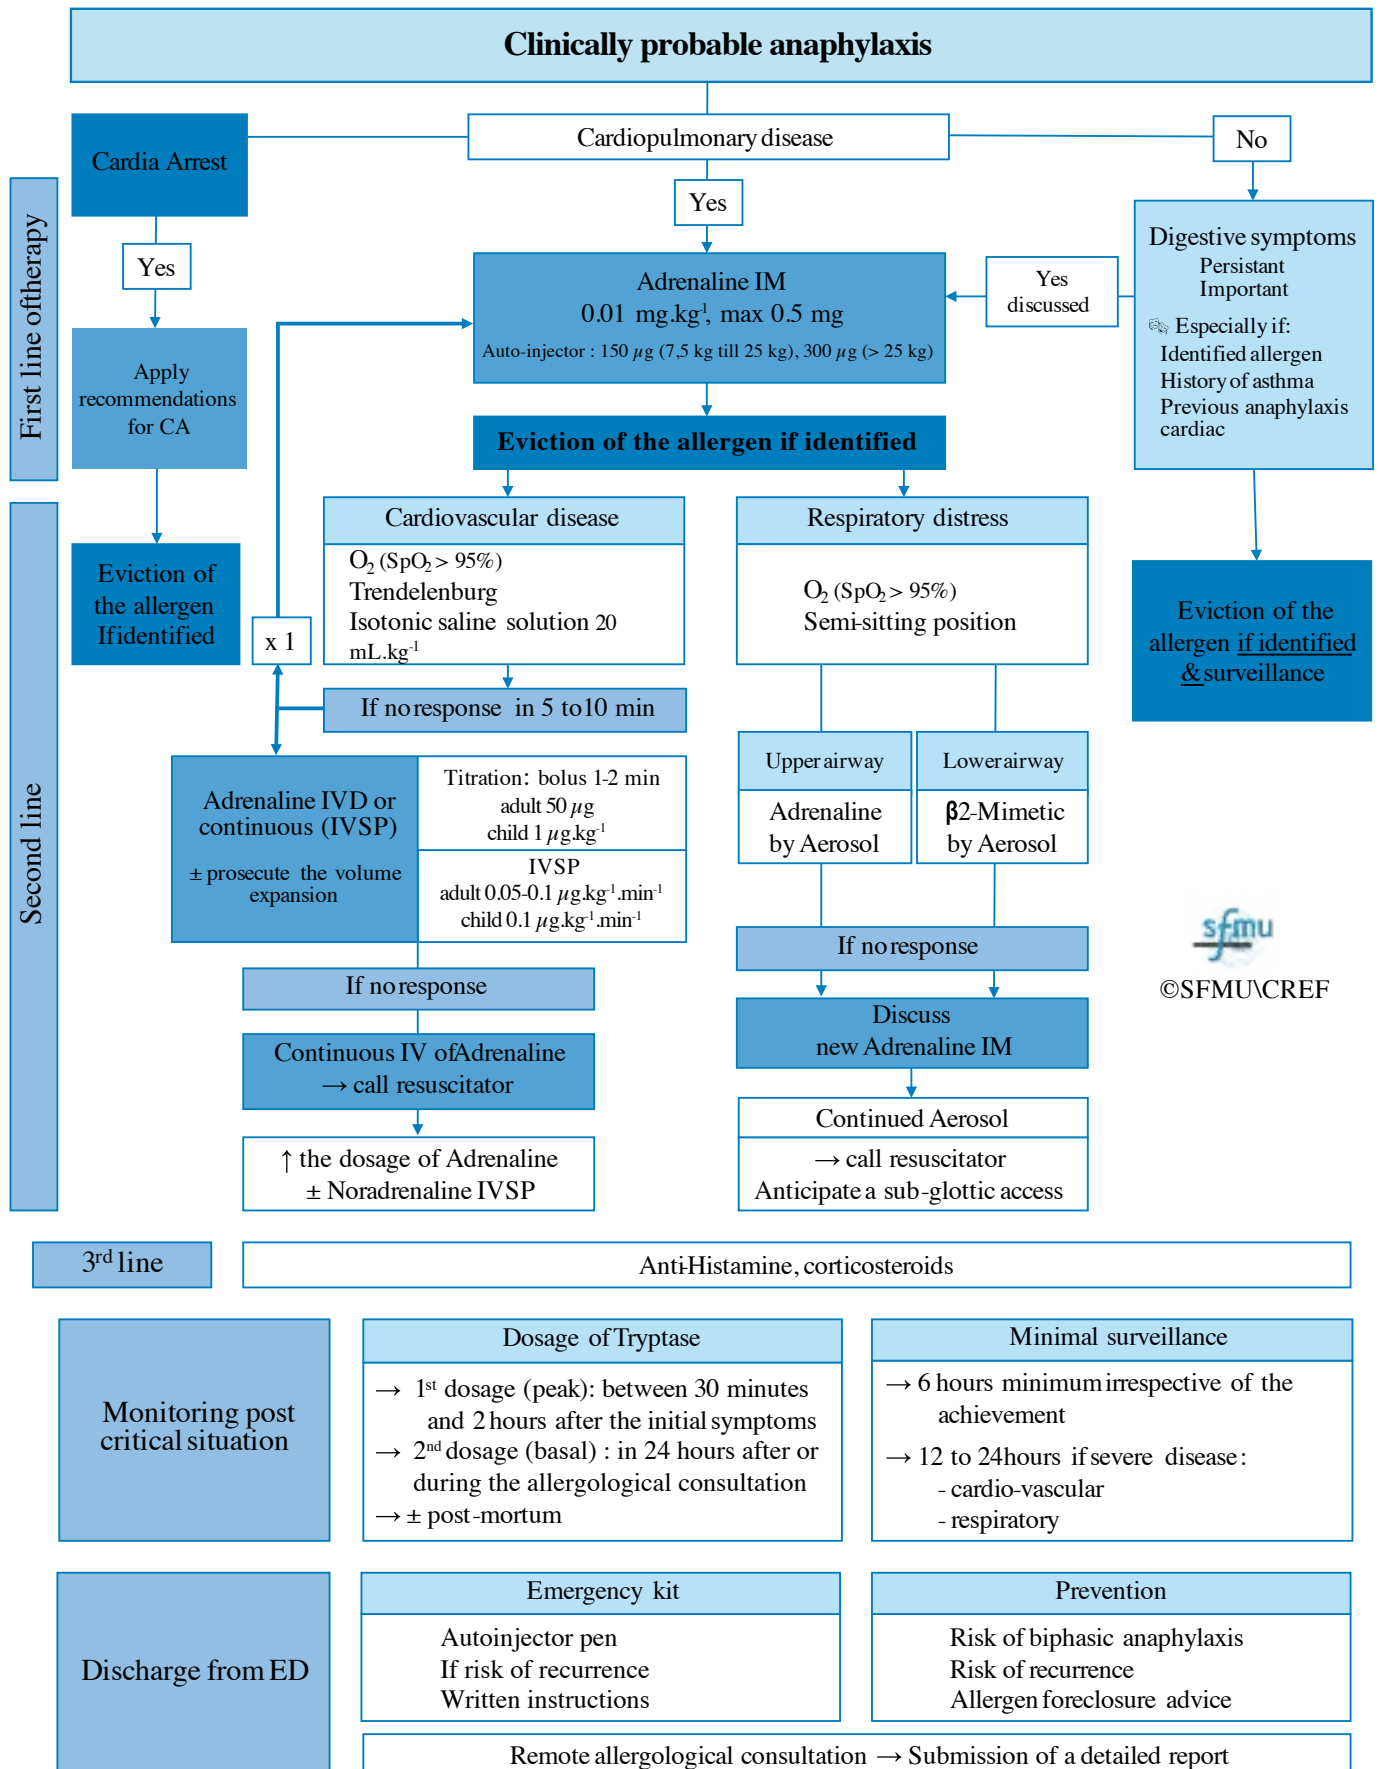 Clinically probable anaphylaxis
Cardia Arrest
Cardiopulmonary disease
No
Yes
Yes
First line oftherapy
Apply
recommendations
for CA
Adrenaline IM
0.01 mg.kg⁻¹, max 0.5 mg
Auto-injector : 150 µg (7,5 kg till 25 kg), 300 µg (> 25 kg)
Yes
discussed
Digestive symptoms
Persistant
Important
Especially if:
Identified allergen
History of asthma
Previous anaphylaxis
cardiac
Eviction of the allergen if identified
Second line
Eviction of
the allergen
If identified
x 1
Cardiovascular disease
O₂ (SpO₂ > 95%)
Trendelenburg
Isotonic saline solution 20
mL.kg⁻¹
If no response in 5 to10 min
Respiratory distress
O₂ (SpO₂ > 95%)
Semi-sitting position
Eviction of the
allergen if identified
& surveillance
Adrenaline IVD or
continuous (IVSP)
± prosecute the volume
expansion
Titration: bolus 1-2 min
adult 50 µg
child 1 µg.kg⁻¹
IVSP
adult 0.05-0.1 µg.kg⁻¹.min⁻¹
child 0.1 µg.kg⁻¹.min⁻¹
Upper airway
Adrenaline
by Aerosol
Lower airway
β2-Mimetic
by Aerosol
If no response
If no response
Continuous IV of Adrenaline
→ call resuscitator
↑ the dosage of Adrenaline
± Noradrenaline IVSP
Discuss
new Adrenaline IM
Continued Aerosol
→ call resuscitator
Anticipate a sub-glottic access
sfmu
©SFMU\CREF
3rd line
Anti-Histamine, corticosteroids
Monitoring post
critical situation
Dosage of Tryptase
→ 1st dosage (peak): between 30 minutes
and 2 hours after the initial symptoms
→ 2nd dosage (basal) : in 24 hours after or
during the allergological consultation
→ ± post-mortum
Minimal surveillance
→ 6 hours minimum irrespective of the
achievement
→ 12 to 24hours if severe disease:
- cardio-vascular
- respiratory
Discharge from ED
Emergency kit
Autoinjector pen
If risk of recurrence
Written instructions
Prevention
Risk of biphasic anaphylaxis
Risk of recurrence
Allergen foreclosure advice
Remote allergological consultation → Submission of a detailed report